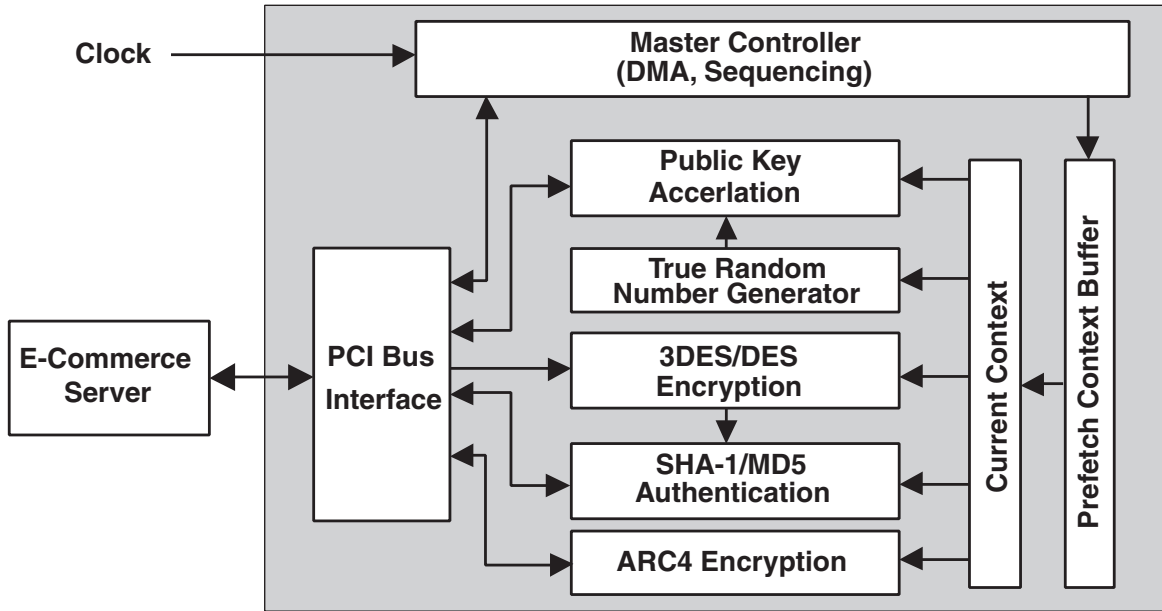 Clock
Master Controller
(DMA, Sequencing)
Public Key
Accerlation
True Random
Number Generator
E-Commerce
Server
PCI Bus
Interface
3DES/DES
Encryption
SHA-1/MD5
Authentication
ARC4 Encryption
Current Context
Prefetch Context Buffer